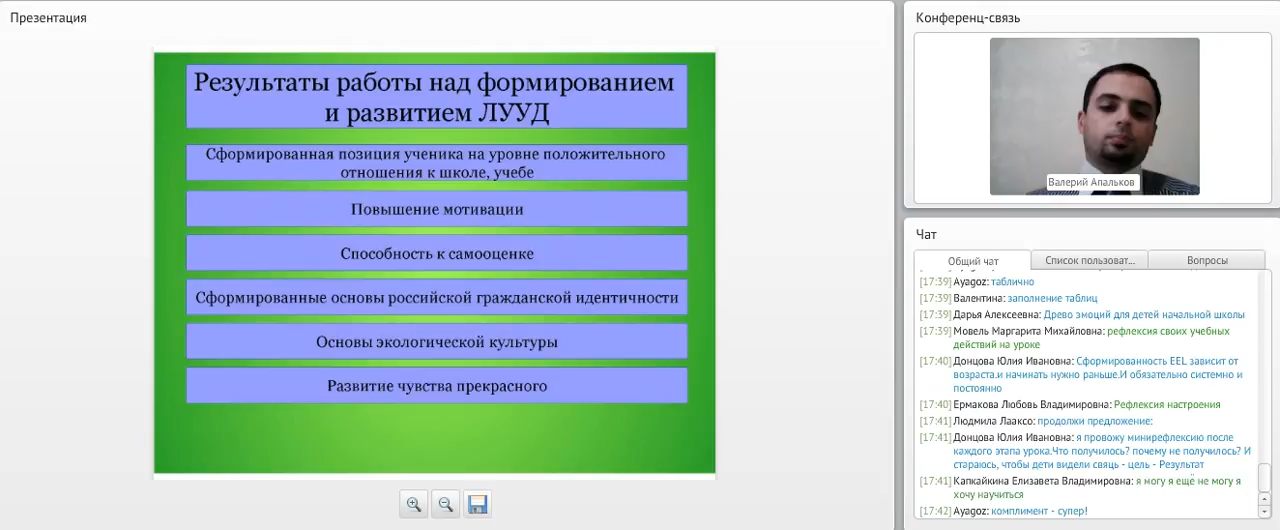 Презентация
Результаты работы над формированием
и развитием ЛУУД
Сформированная позиция ученика на уровне положительного
отношения к школе, учебе
Повышение мотивации
Способность к самооценке
Сформированные основы российской гражданской идентичности
Основы экологической культуры
Развитие чувства прекрасного
Конференц-связь
Валерий Апальков
Чат
Общий чат
Список пользоват...
Вопросы
[17:39] Ayagoz: таблично
[17:39] Валентина: заполнение таблиц
[17:39] Дарья Алексеевна: Древо эмоций для детей начальной школы
[17:39] Мовель Маргарита Михайловна: рефлексия своих учебных
действий на уроке
[17:40] Донцова Юлия Ивановна: Сформированность EEL зависит от
возраста.и начинать нужно раньше.И обязательно системно и
постоянно
[17:40] Ермакова Любовь Владимировна: Рефлексия настроения
[17:41] Людмила Лааксо: продолжи предложение:
[17:41] Донцова Юлия Ивановна: я провожу минирефлексию после
каждого этапа урока.Что получилось? почему не получилось? И
стараюсь, чтобы дети видели свяць - цель - Результат
[17:41] Капкайкина Елизавета Владимировна: я могу я ещё не могу я
хочу научиться
[17:42] Ayagoz: комплимент - супер!